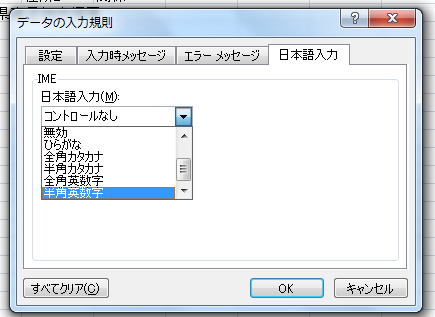 データの入力規則
設定
入力時メッセージ
エラー メッセージ
日本語入力
IME
日本語入力(M):
コントロールなし
無効
ひらがな
全角カタカナ
半角カタカナ
全角英数字
半角英数字
すべてクリア(C)
OK
キャンセル